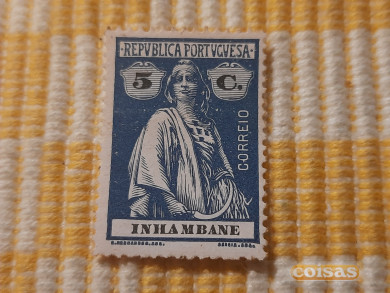 REPVBLICA PORTVGVESA
5 C.
CORREIO
INHAMBANE
coisas